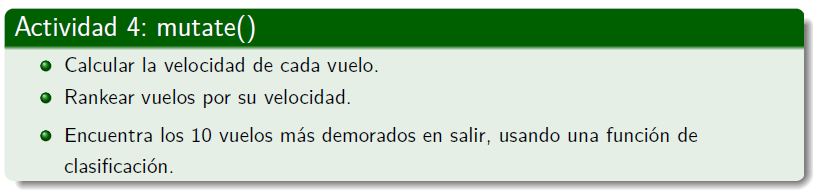 Actividad 4: mutate()
Calcular la velocidad de cada vuelo.
Rankear vuelos por su velocidad.
Encuentra los 10 vuelos más demorados en salir, usando una función de
clasificación.